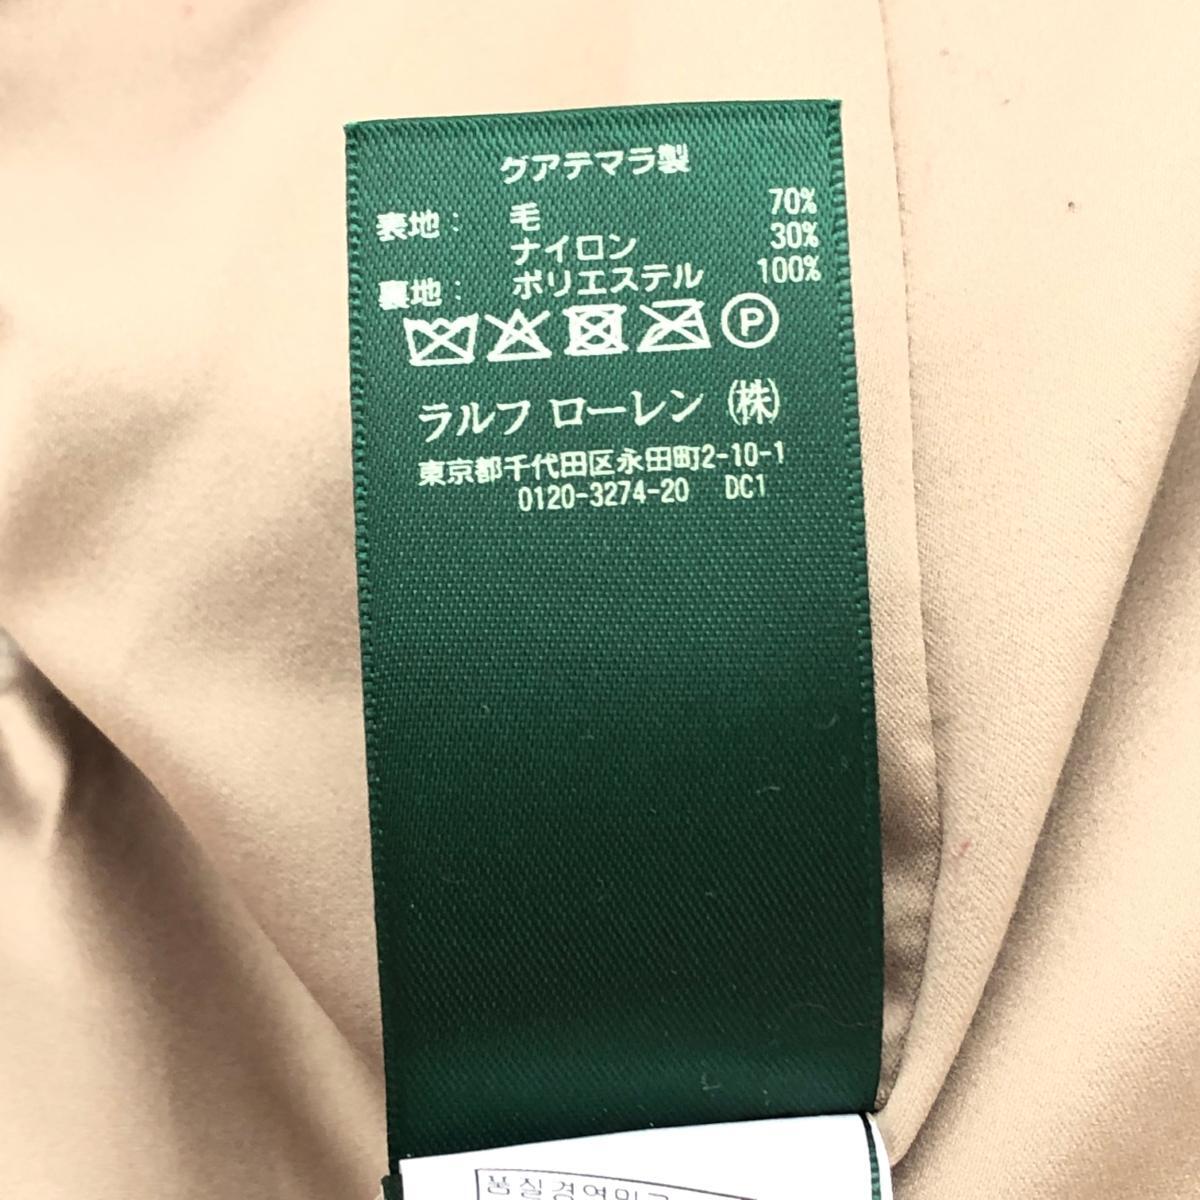 グアテマラ製
表地： 毛 70%
ナイロン 30%
裏地： ポリエステル 100%
P
ラルフ ローレン ㈱
東京都千代田区永田町2-10-1
0120-3274-20 DC1